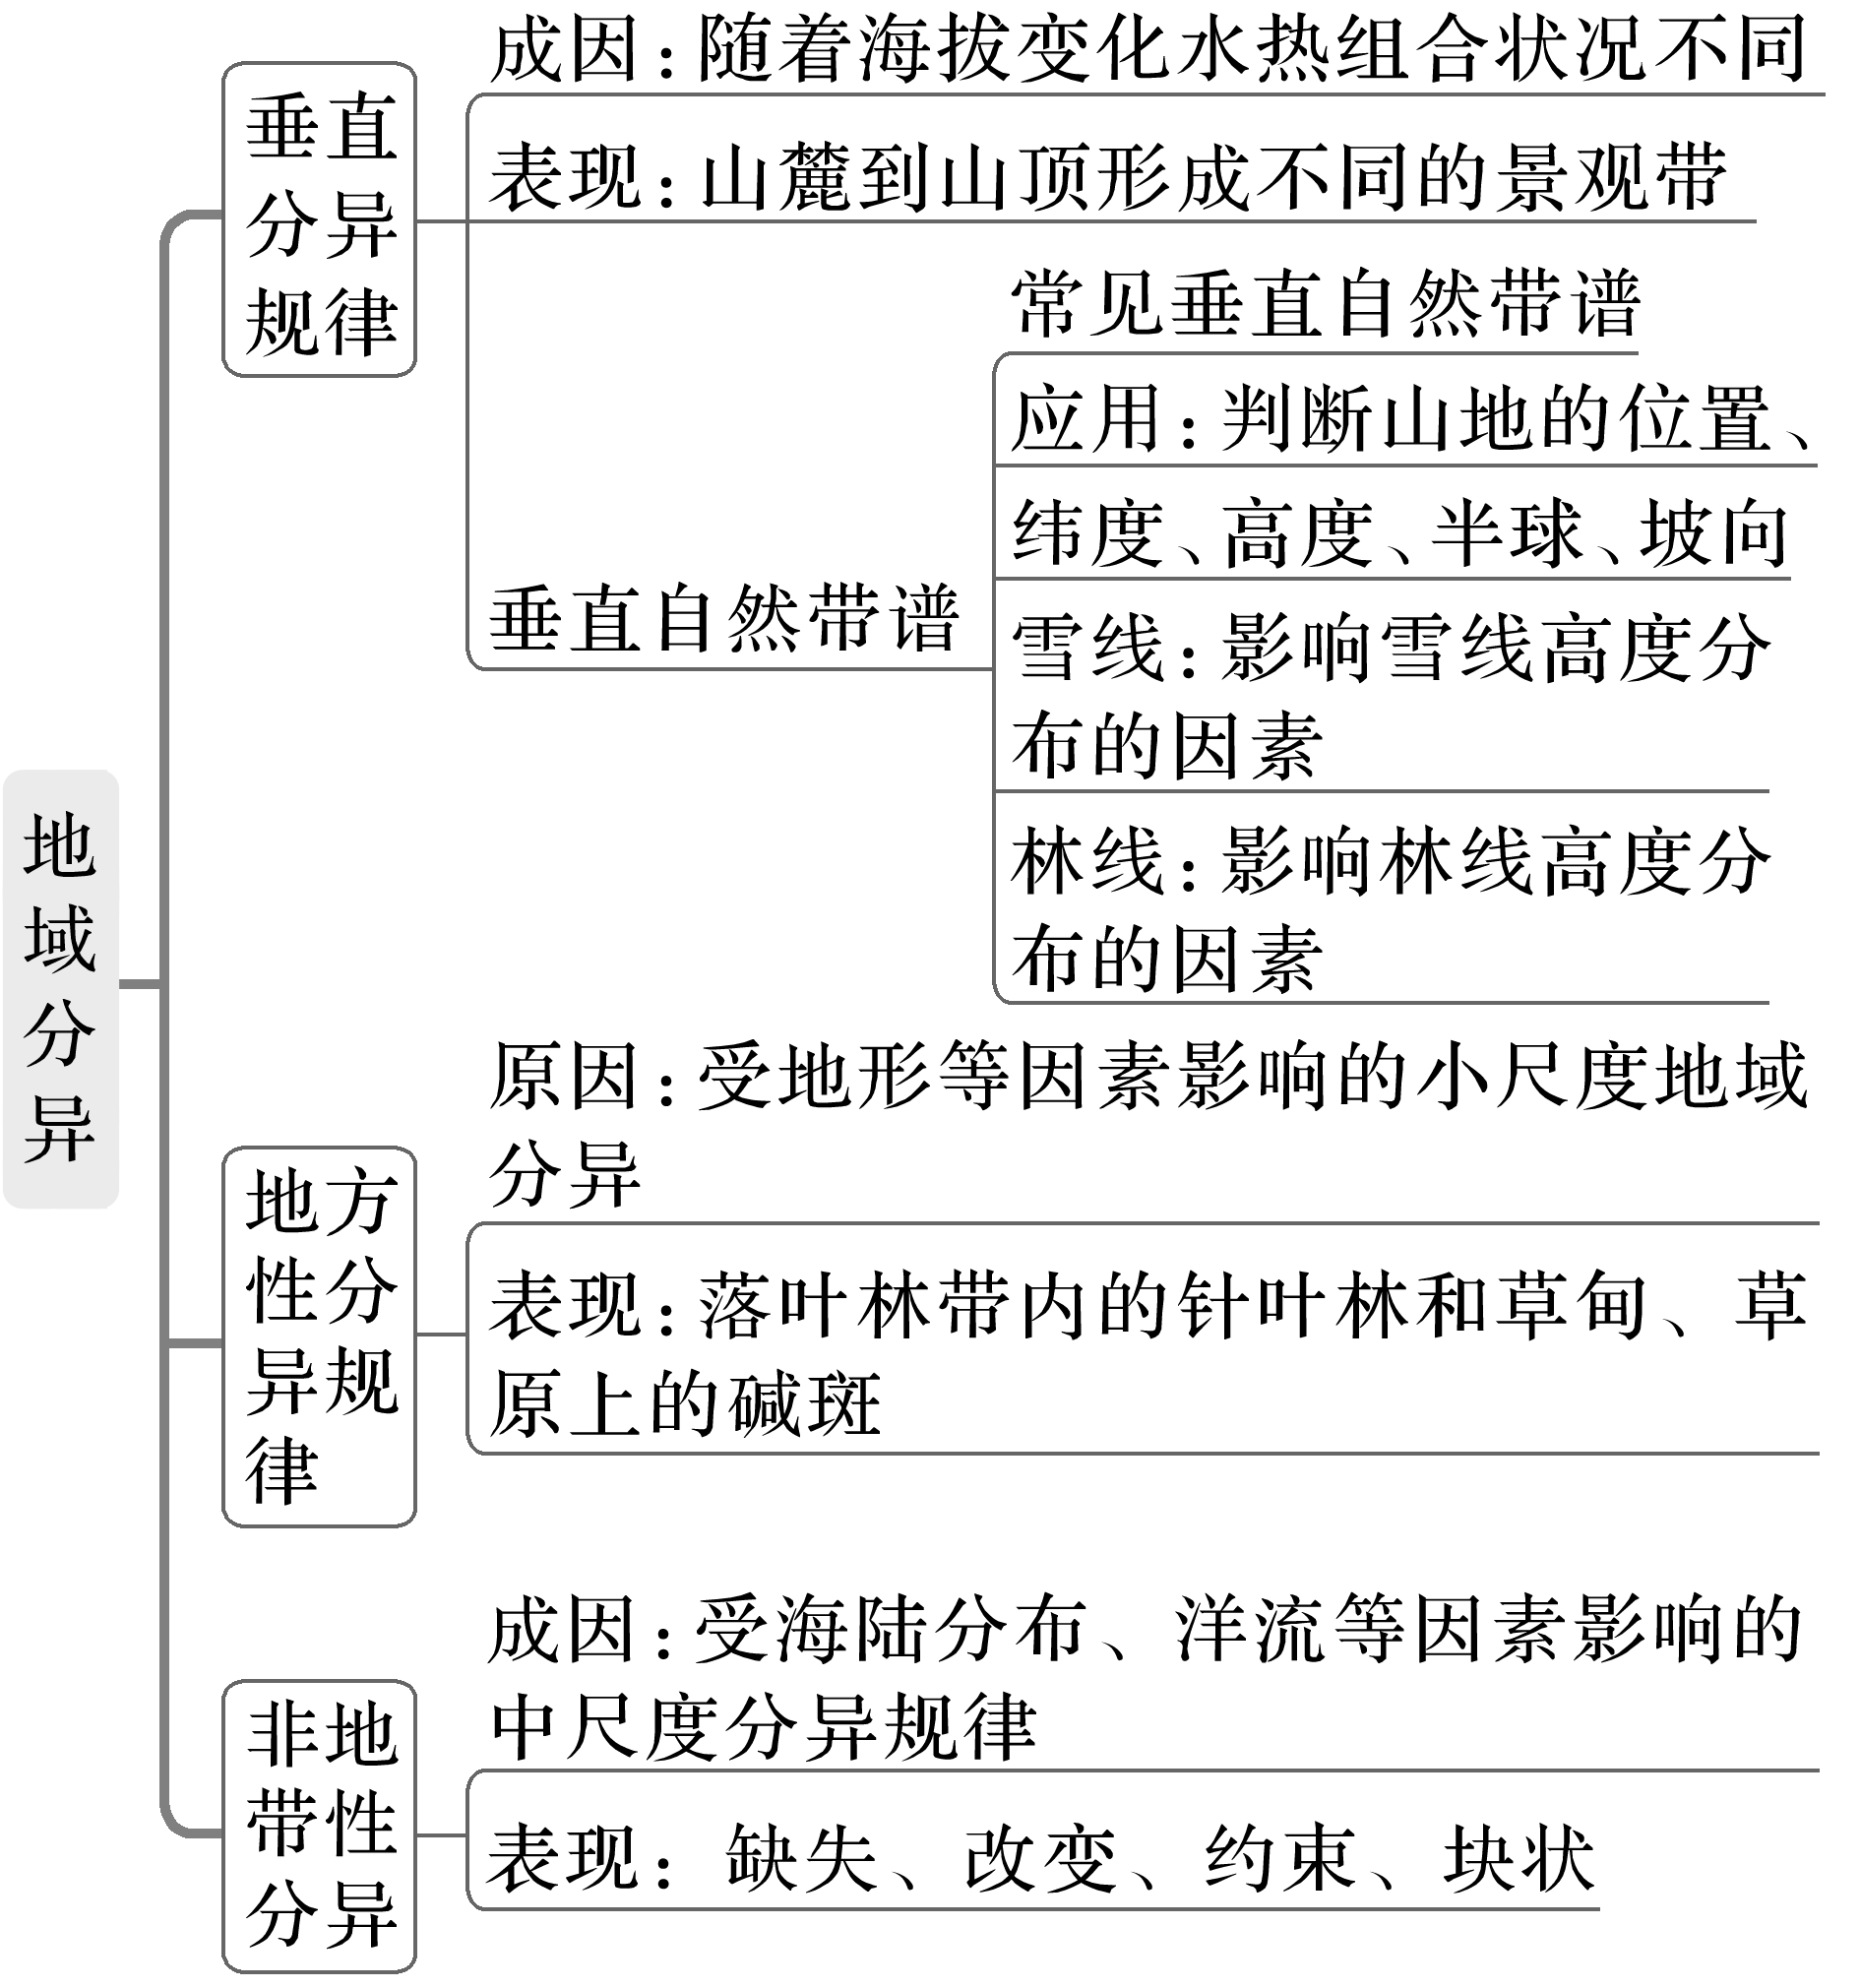 地
域
分
异
垂直
分异
规律
成因：随着海拔变化水热组合状况不同
表现：山麓到山顶形成不同的景观带
垂直自然带谱
常见垂直自然带谱
应用：判断山地的位置、
纬度、高度、半球、坡向
雪线：影响雪线高度分
布的因素
林线：影响林线高度分
布的因素
地方
性分
异规
律
原因：受地形等因素影响的小尺度地域
分异
表现：落叶林带内的针叶林和草甸、草
原上的碱斑
非地
带性
分异
成因：受海陆分布、洋流等因素影响的
中尺度分异规律
表现：缺失、改变、约束、块状